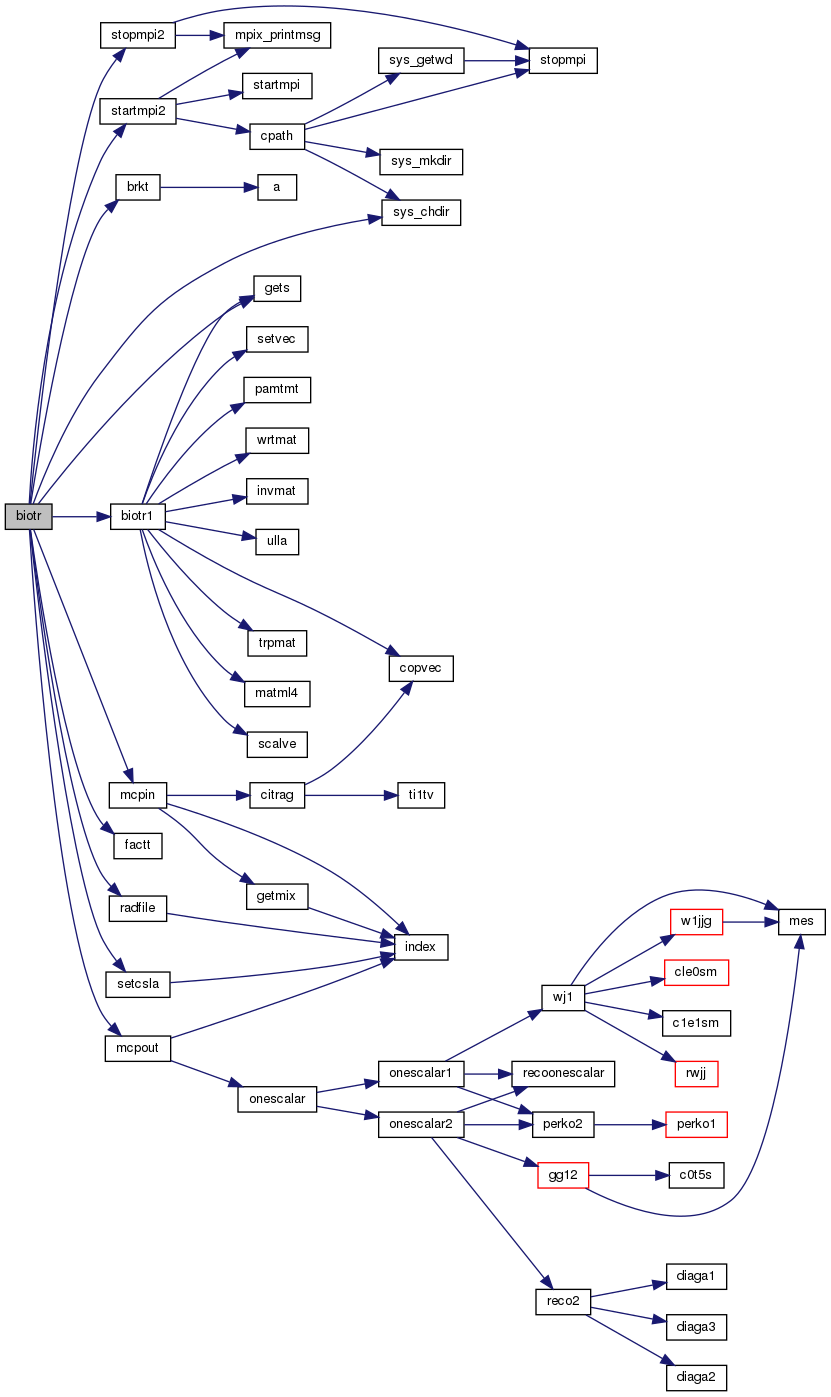 stopmpi2
mpix_printmsg
sys_getwd
stopmpi
startmpi
startmpi2
cpath
sys_mkdir
brkt
a
sys_chdir
gets
setvec
pamtmt
wrtmat
invmat
biotr
biotr1
ulla
trpmat
copvec
matml4
scalve
mcpin
citrag
ti1tv
factt
getmix
radfile
index
w1jjg
mes
cle0sm
setcsla
wj1
c1e1sm
mcpout
onescalar1
recoonescalar
rwjj
onescalar
onescalar2
perko2
perko1
gg12
c0t5s
diaga1
reco2
diaga3
diaga2